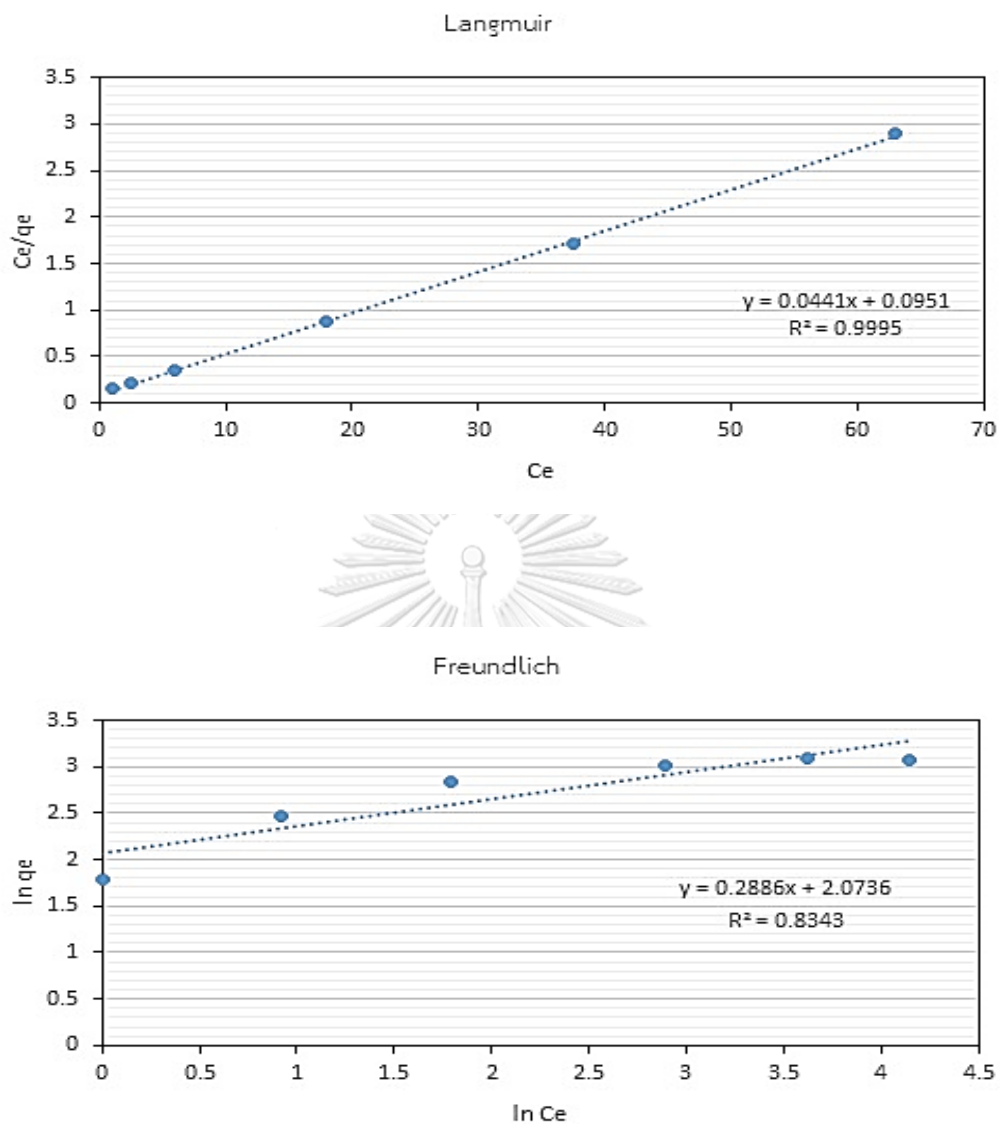 Langmuir
3.5
3
2.5
2
1.5
1
0.5
0
Ce/qe
y = 0.0441x + 0.0951
R² = 0.9995
0 10 20 30 40 50 60 70
Ce
Freundlich
3.5
3
2.5
2
1.5
1
0.5
0
ln qe
y = 0.2886x + 2.0736
R² = 0.8343
0 0.5 1 1.5 2 2.5 3 3.5 4 4.5
ln Ce